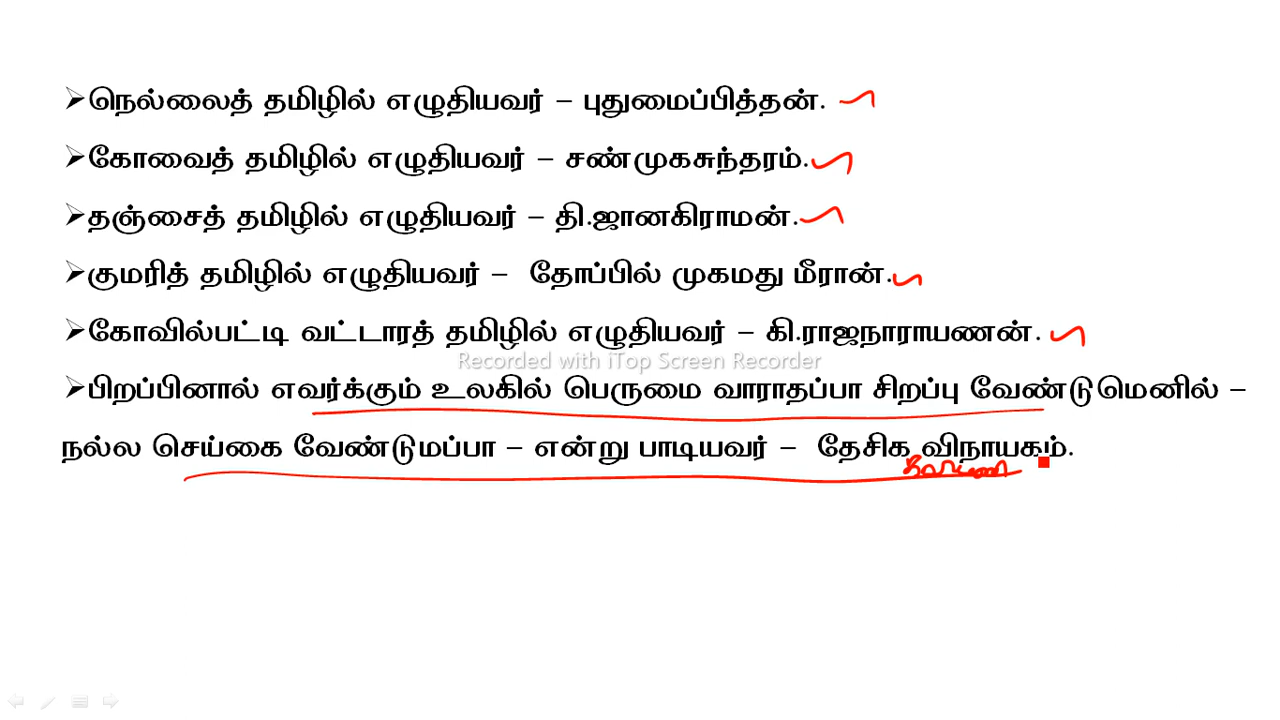 ➢நெல்லைத் தமிழில் எழுதியவர் – புதுமைப்பித்தன்.
➢கோவைத் தமிழில் எழுதியவர் – சண்முகசுந்தரம்.
➢தஞ்சைத் தமிழில் எழுதியவர் – தி.ஜானகிராமன்.
➢குமரித் தமிழில் எழுதியவர் – தோப்பில் முகமது மீரான்.
➢கோவில்பட்டி வட்டாரத் தமிழில் எழுதியவர் – கி.ராஜநாராயணன்.
Recorded with iTop Screen Recorder
➢பிறப்பினால் எவர்க்கும் உலகில் பெருமை வாராதப்பா சிறப்பு வேண்டுமெனில் –
நல்ல செய்கை வேண்டுமப்பா – என்று பாடியவர் – தேசிக விநாயகம்.